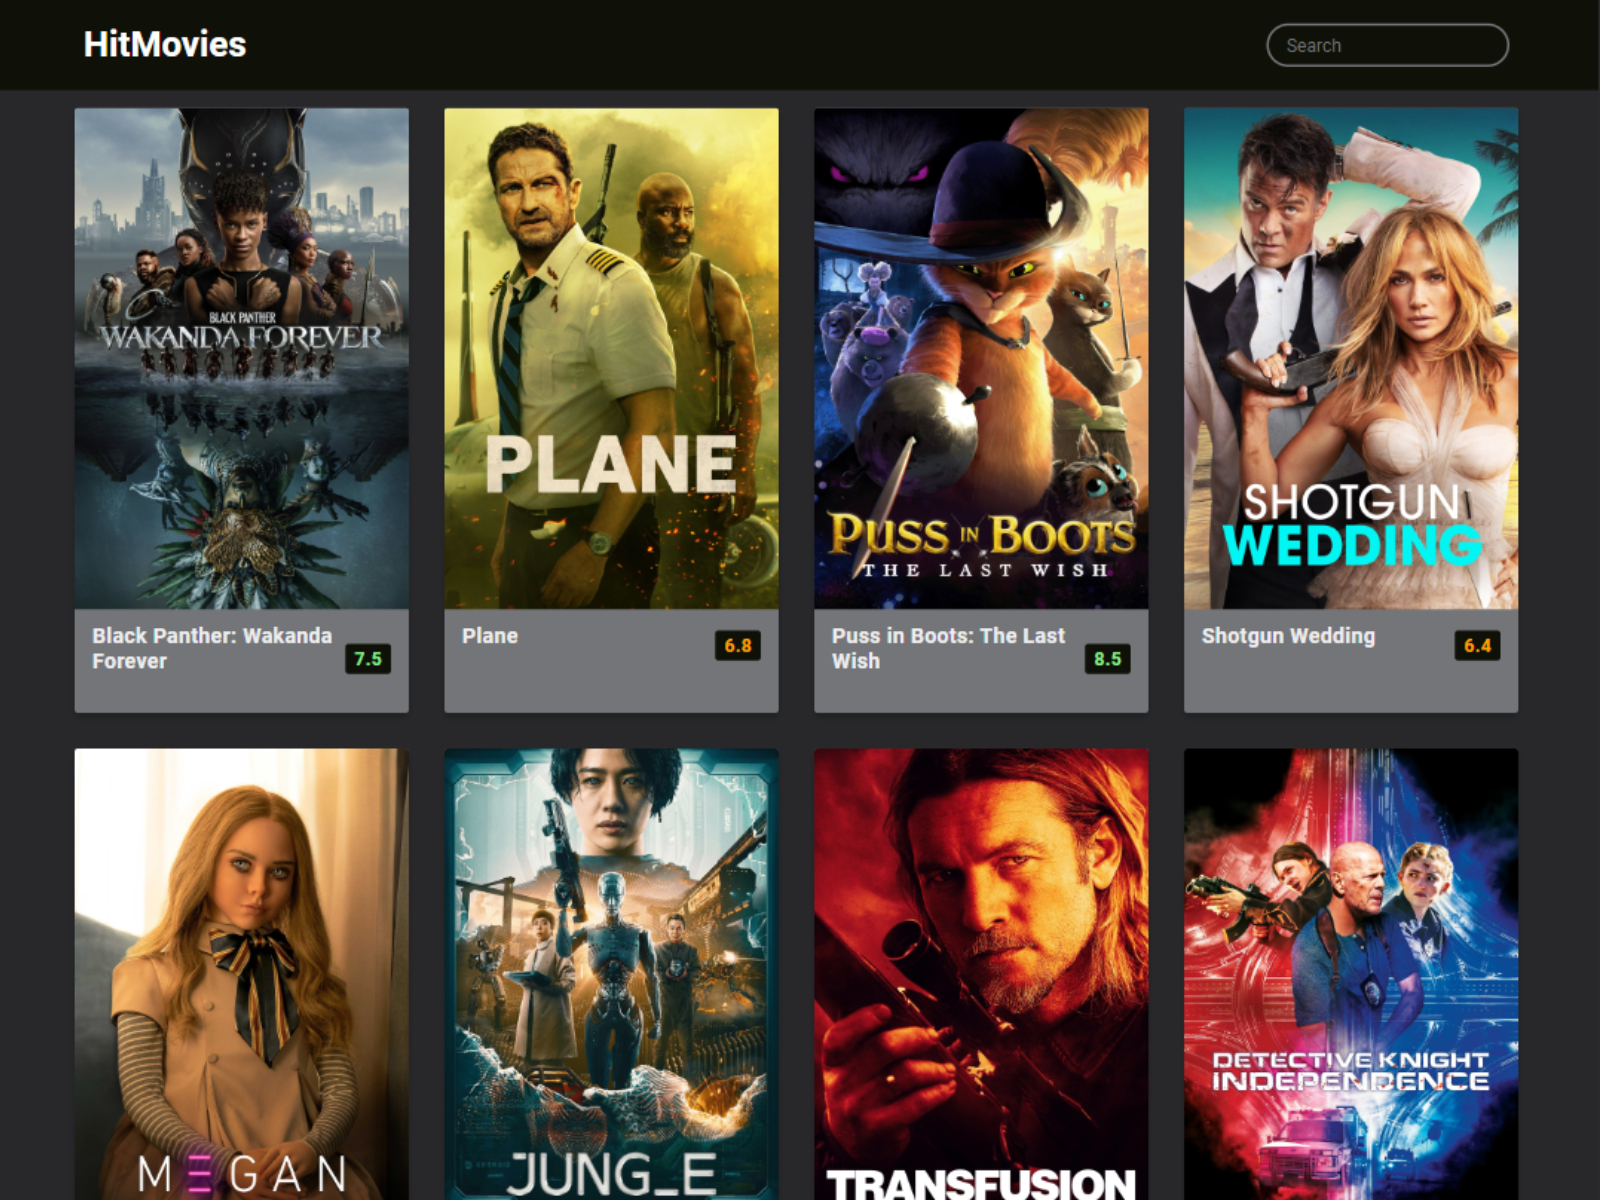 HitMovies
Search
BLACK PANTHER
WAKANDA FOREVER
PLANE
PUSS IN BOOTS
THE LAST WISH
SHOTGUN
WEDDING
Black Panther: Wakanda
Forever
7.5
Plane
6.8
Puss in Boots: The Last
Wish
8.5
Shotgun Wedding
6.4
MEGAN
JUNG_E
TRANSFUSION
DETECTIVE KNIGHT
INDEPENDENCE